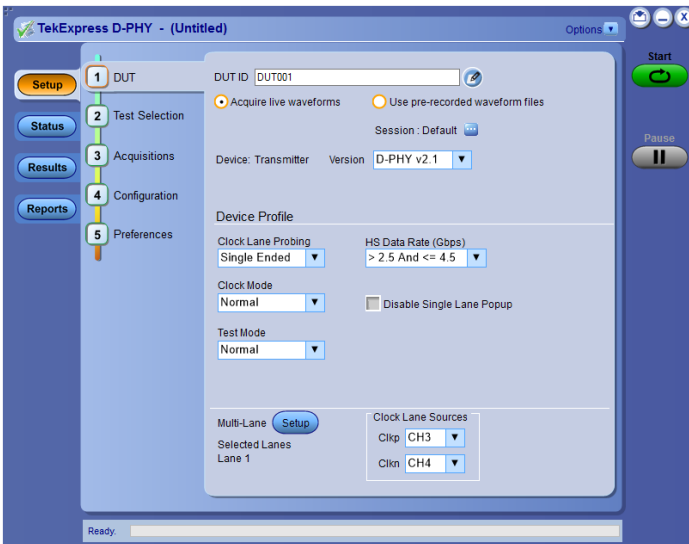 TekExpress D-PHY - (Untitled)
Options
Start
Pause
Setup
Status
Results
Reports
1 DUT
2 Test Selection
3 Acquisitions
4 Configuration
5 Preferences
DUT ID DUT001
Acquire live waveforms Use pre-recorded waveform files
Session : Default
Device: Transmitter Version D-PHY v2.1
Device Profile
Clock Lane Probing HS Data Rate (Gbps)
Single Ended > 2.5 And <= 4.5
Clock Mode
Normal Disable Single Lane Popup
Test Mode
Normal
Multi-Lane Setup Clock Lane Sources
Selected Lanes Clkp CH3
Lane 1 Clkn CH4
Ready.